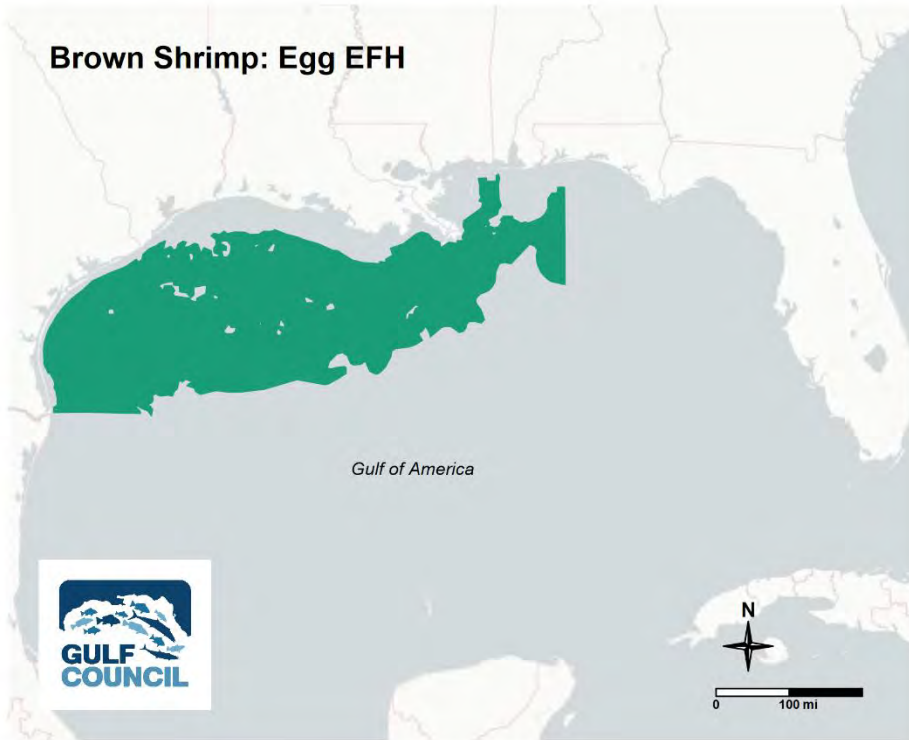 Brown Shrimp: Egg EFH
Gulf of America
GULF
COUNCIL
N
0 100 mi